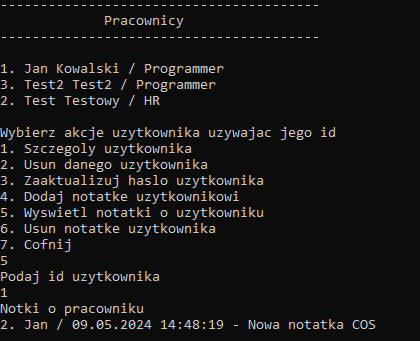 ----------------------------------------
Pracownicy
----------------------------------------
1. Jan Kowalski / Programmer
3. Test2 Test2 / Programmer
2. Test Testowy / HR
Wybierz akcje uzytkownika uzywajac jego id
1. Szczegoly uzytkownika
2. Usun danego uzytkownika
3. Zaaktualizuj haslo uzytkownika
4. Dodaj notatke uzytkownikowi
5. Wyswietl notatki o uzytkowniku
6. Usun notatke uzytkownika
7. Cofnij
5
Podaj id uzytkownika
1
Notki o pracowniku
2. Jan / 09.05.2024 14:48:19 - Nowa notatka COS